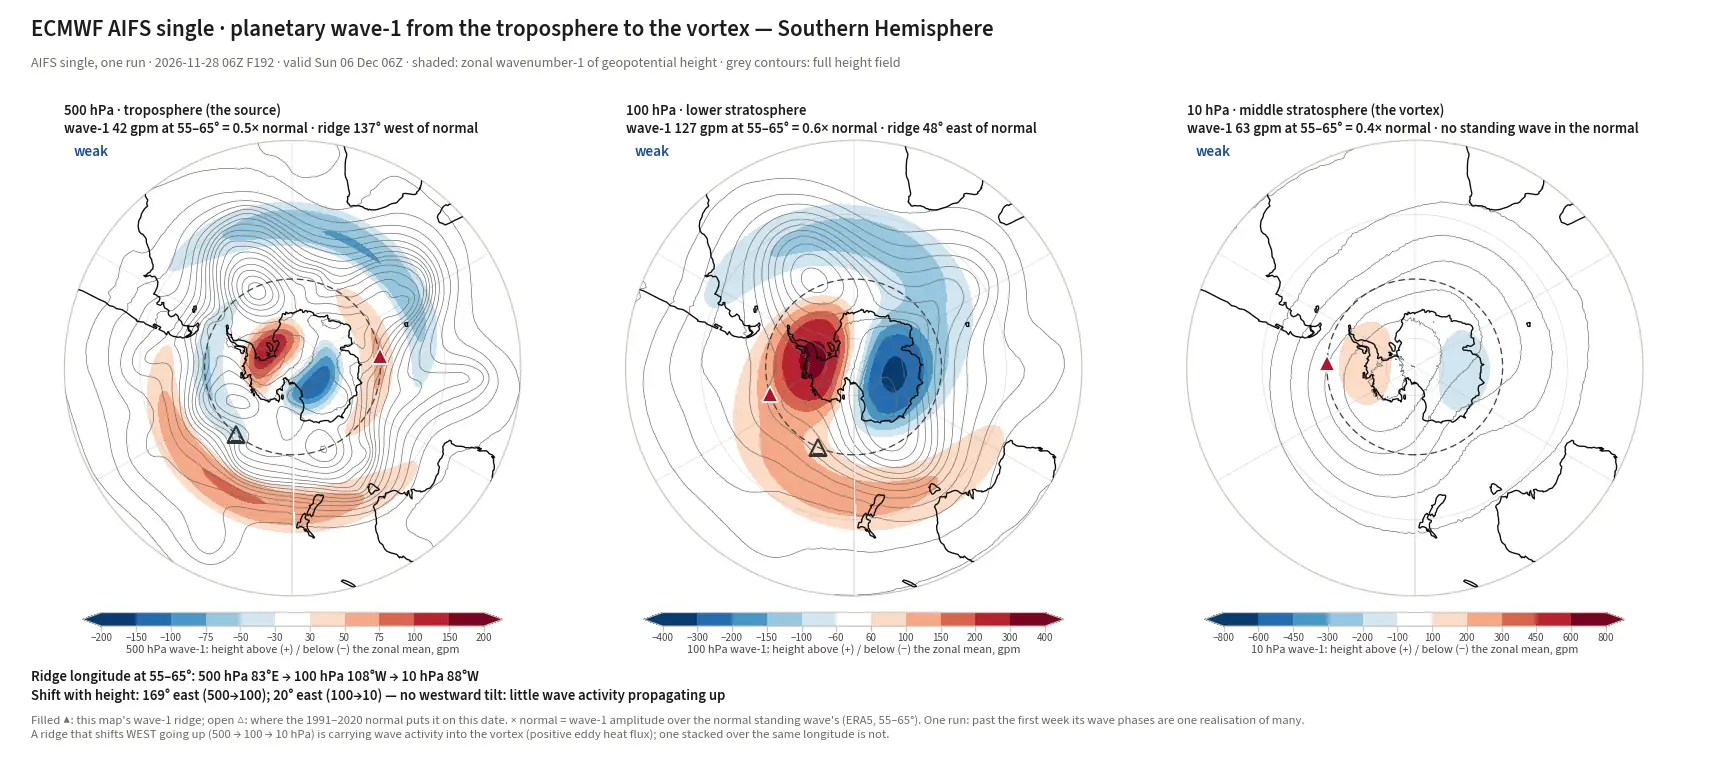 ECMWF AIFS single · planetary wave-1 from the troposphere to the vortex — Southern Hemisphere
AIFS single, one run · 2026-11-28 06Z F192 · valid Sun 06 Dec 06Z · shaded: zonal wavenumber-1 of geopotential height · grey contours: full height field
500 hPa · troposphere (the source)
wave-1 42 gpm at 55–65° = 0.5× normal · ridge 137° west of normal
weak
100 hPa · lower stratosphere
wave-1 127 gpm at 55–65° = 0.6× normal · ridge 48° east of normal
weak
10 hPa · middle stratosphere (the vortex)
wave-1 63 gpm at 55–65° = 0.4× normal · no standing wave in the normal
weak
−200 −150 −100 −75 −50 −30 30 50 75 100 150 200
500 hPa wave-1: height above (+) / below (−) the zonal mean, gpm
−400 −300 −200 −150 −100 −60 60 100 150 200 300 400
100 hPa wave-1: height above (+) / below (−) the zonal mean, gpm
−800 −600 −450 −300 −200 −100 100 200 300 450 600 800
10 hPa wave-1: height above (+) / below (−) the zonal mean, gpm
Ridge longitude at 55–65°: 500 hPa 83°E → 100 hPa 108°W → 10 hPa 88°W
Shift with height: 169° east (500→100); 20° east (100→10) — no westward tilt: little wave activity propagating up
Filled ▲: this map's wave-1 ridge; open △: where the 1991–2020 normal puts it on this date. × normal = wave-1 amplitude over the normal standing wave's (ERA5, 55–65°). One run: past the first week its wave phases are one realisation of many.
A ridge that shifts WEST going up (500 → 100 → 10 hPa) is carrying wave activity into the vortex (positive eddy heat flux); one stacked over the same longitude is not.